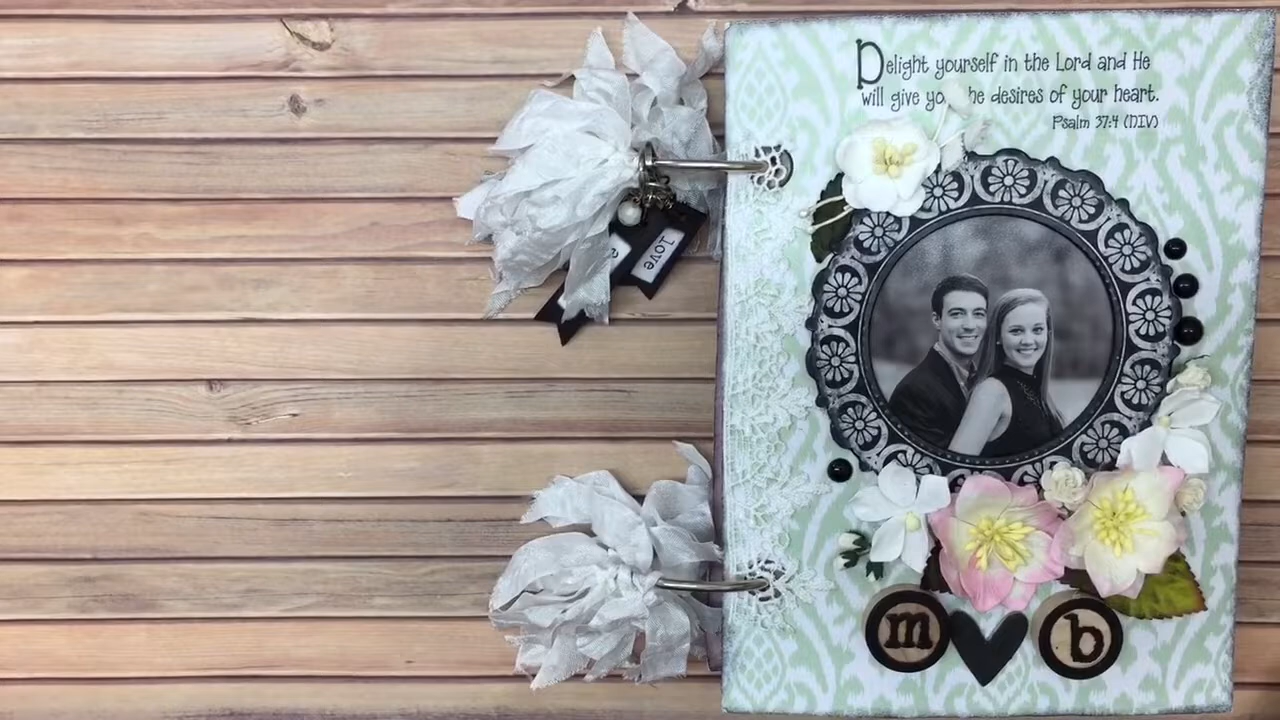 Delight yourself in the Lord and He
will give yo he desires of your heart.
Psalm 37:4 (NIV)
love
m b